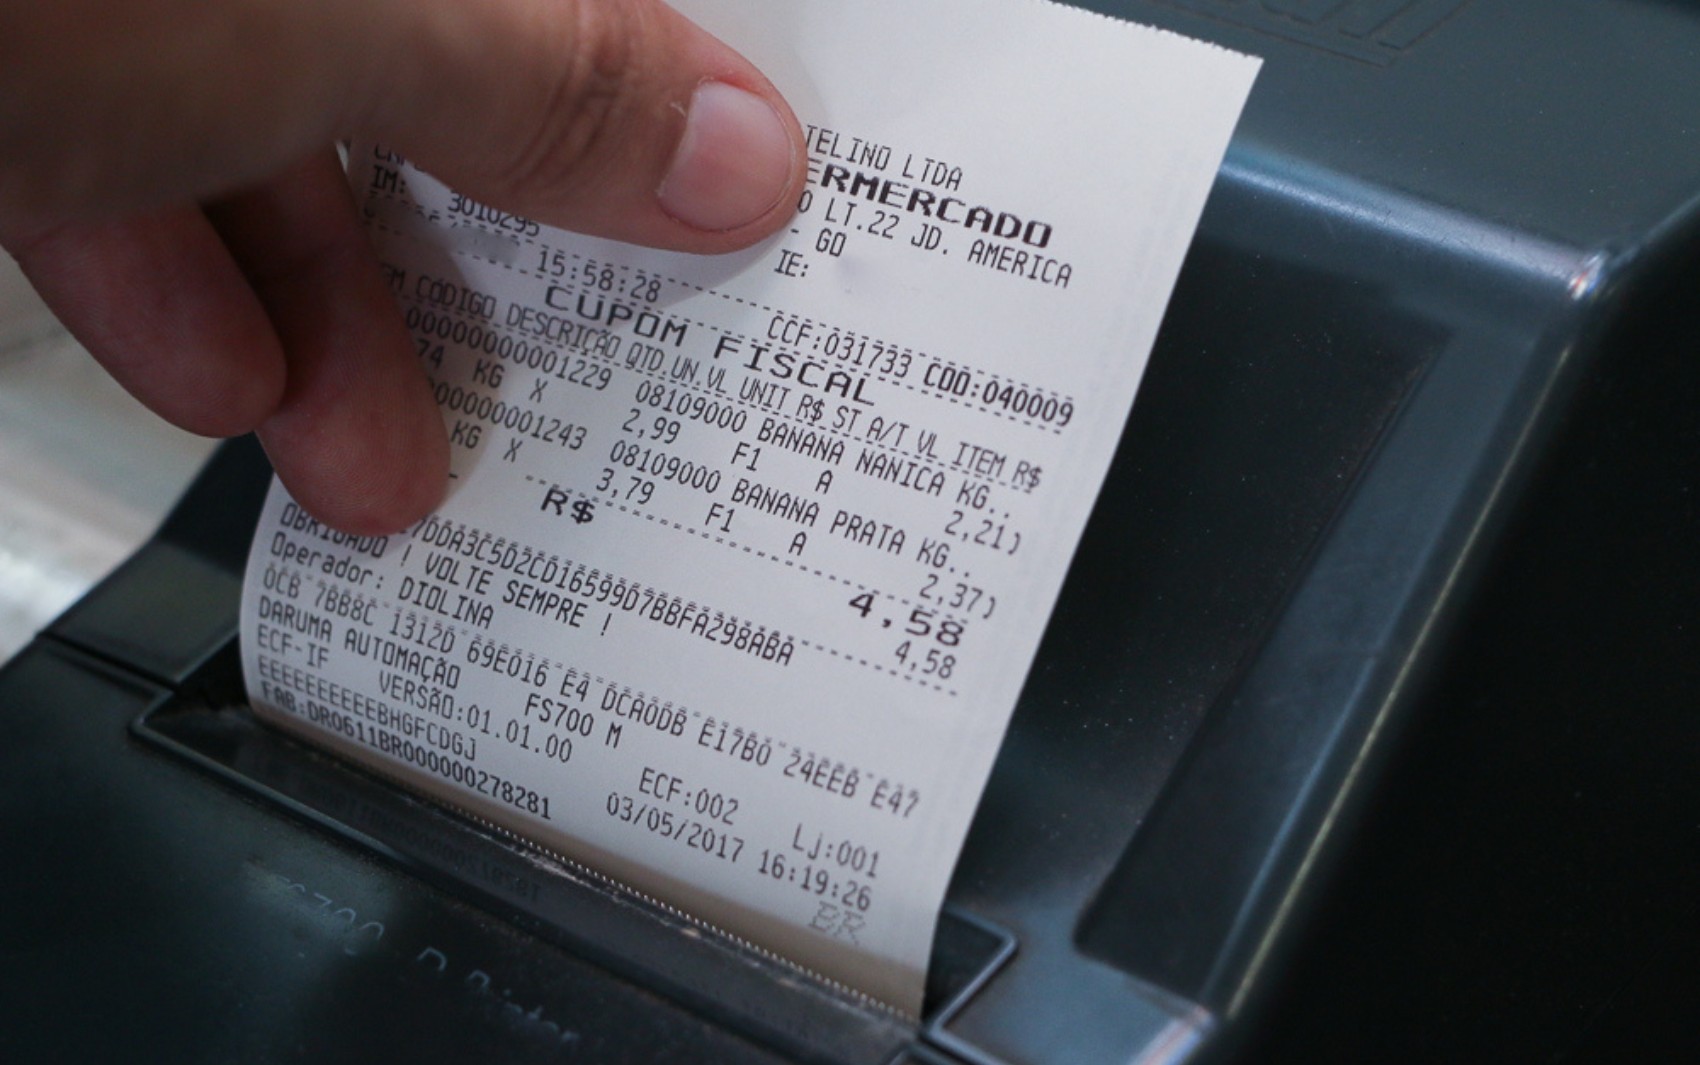 TELINO LTDA
ERMERCADO
O LT.22 JD. AMERICA
- GO
IM: 3010295 IE:
15:58:28 CCF:031733 COO:040009
CUPOM FISCAL
EM CÓDIGO DESCRIÇÃO QTD.UN.VL UNIT R$ ST A/T VL ITEM R$
0000000001229 08109000 BANANA NANICA KG..
74 KG X 2,99 F1 A 2,21)
0000001243 08109000 BANANA PRATA KG..
KG X 3,79 F1 A 2,37)
R$ 4,58
4,58
7DDA3C5D2CD16599D7BBFA298ABA
OBRIGADO ! VOLTE SEMPRE !
Operador: DIOLINA
OCB 7BB8C 1312D 69E016 E4 DCA0DB E17B0 24EEB E47
DARUMA AUTOMAÇÃO FS700 M
ECF-IF VERSÃO:01.01.00 ECF:002 Lj:001
EEEEEEEEEEBHGFCDGJ 03/05/2017 16:19:26
FAB:DR0611BR000000278281 BR